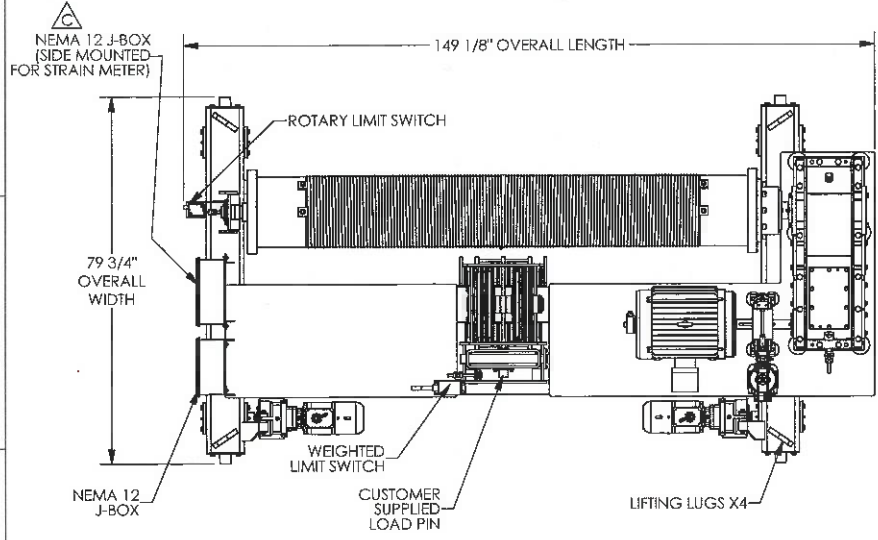 C
NEMA 12 J-BOX
(SIDE MOUNTED
FOR STRAIN METER)
149 1/8" OVERALL LENGTH
ROTARY LIMIT SWITCH
79 3/4"
OVERALL
WIDTH
WEIGHTED
LIMIT SWITCH
NEMA 12
J-BOX
CUSTOMER
SUPPLIED
LOAD PIN
LIFTING LUGS X4